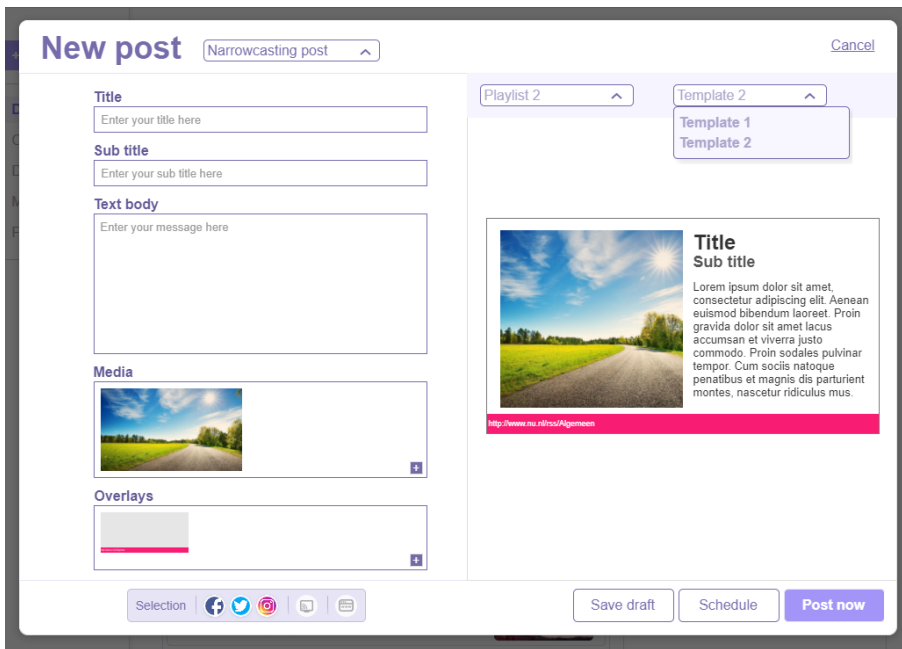 New post
Narrowcasting post
Cancel
Title
Enter your title here
Sub title
Enter your sub title here
Text body
Enter your message here
Media
Overlays
Playlist 2
Template 2
Template 1
Template 2
Title
Sub title
Lorem ipsum dolor sit amet,
consectetur adipiscing elit. Aenean
euismod bibendum laoreet. Proin
gravida dolor sit amet lacus
accumsan et viverra justo
commodo. Proin sodales pulvinar
tempor. Cum sociis natoque
penatibus et magnis dis parturient
montes, nascetur ridiculus mus.
http://www.nu.nl/rss/Algemeen
Selection
Save draft
Schedule
Post now